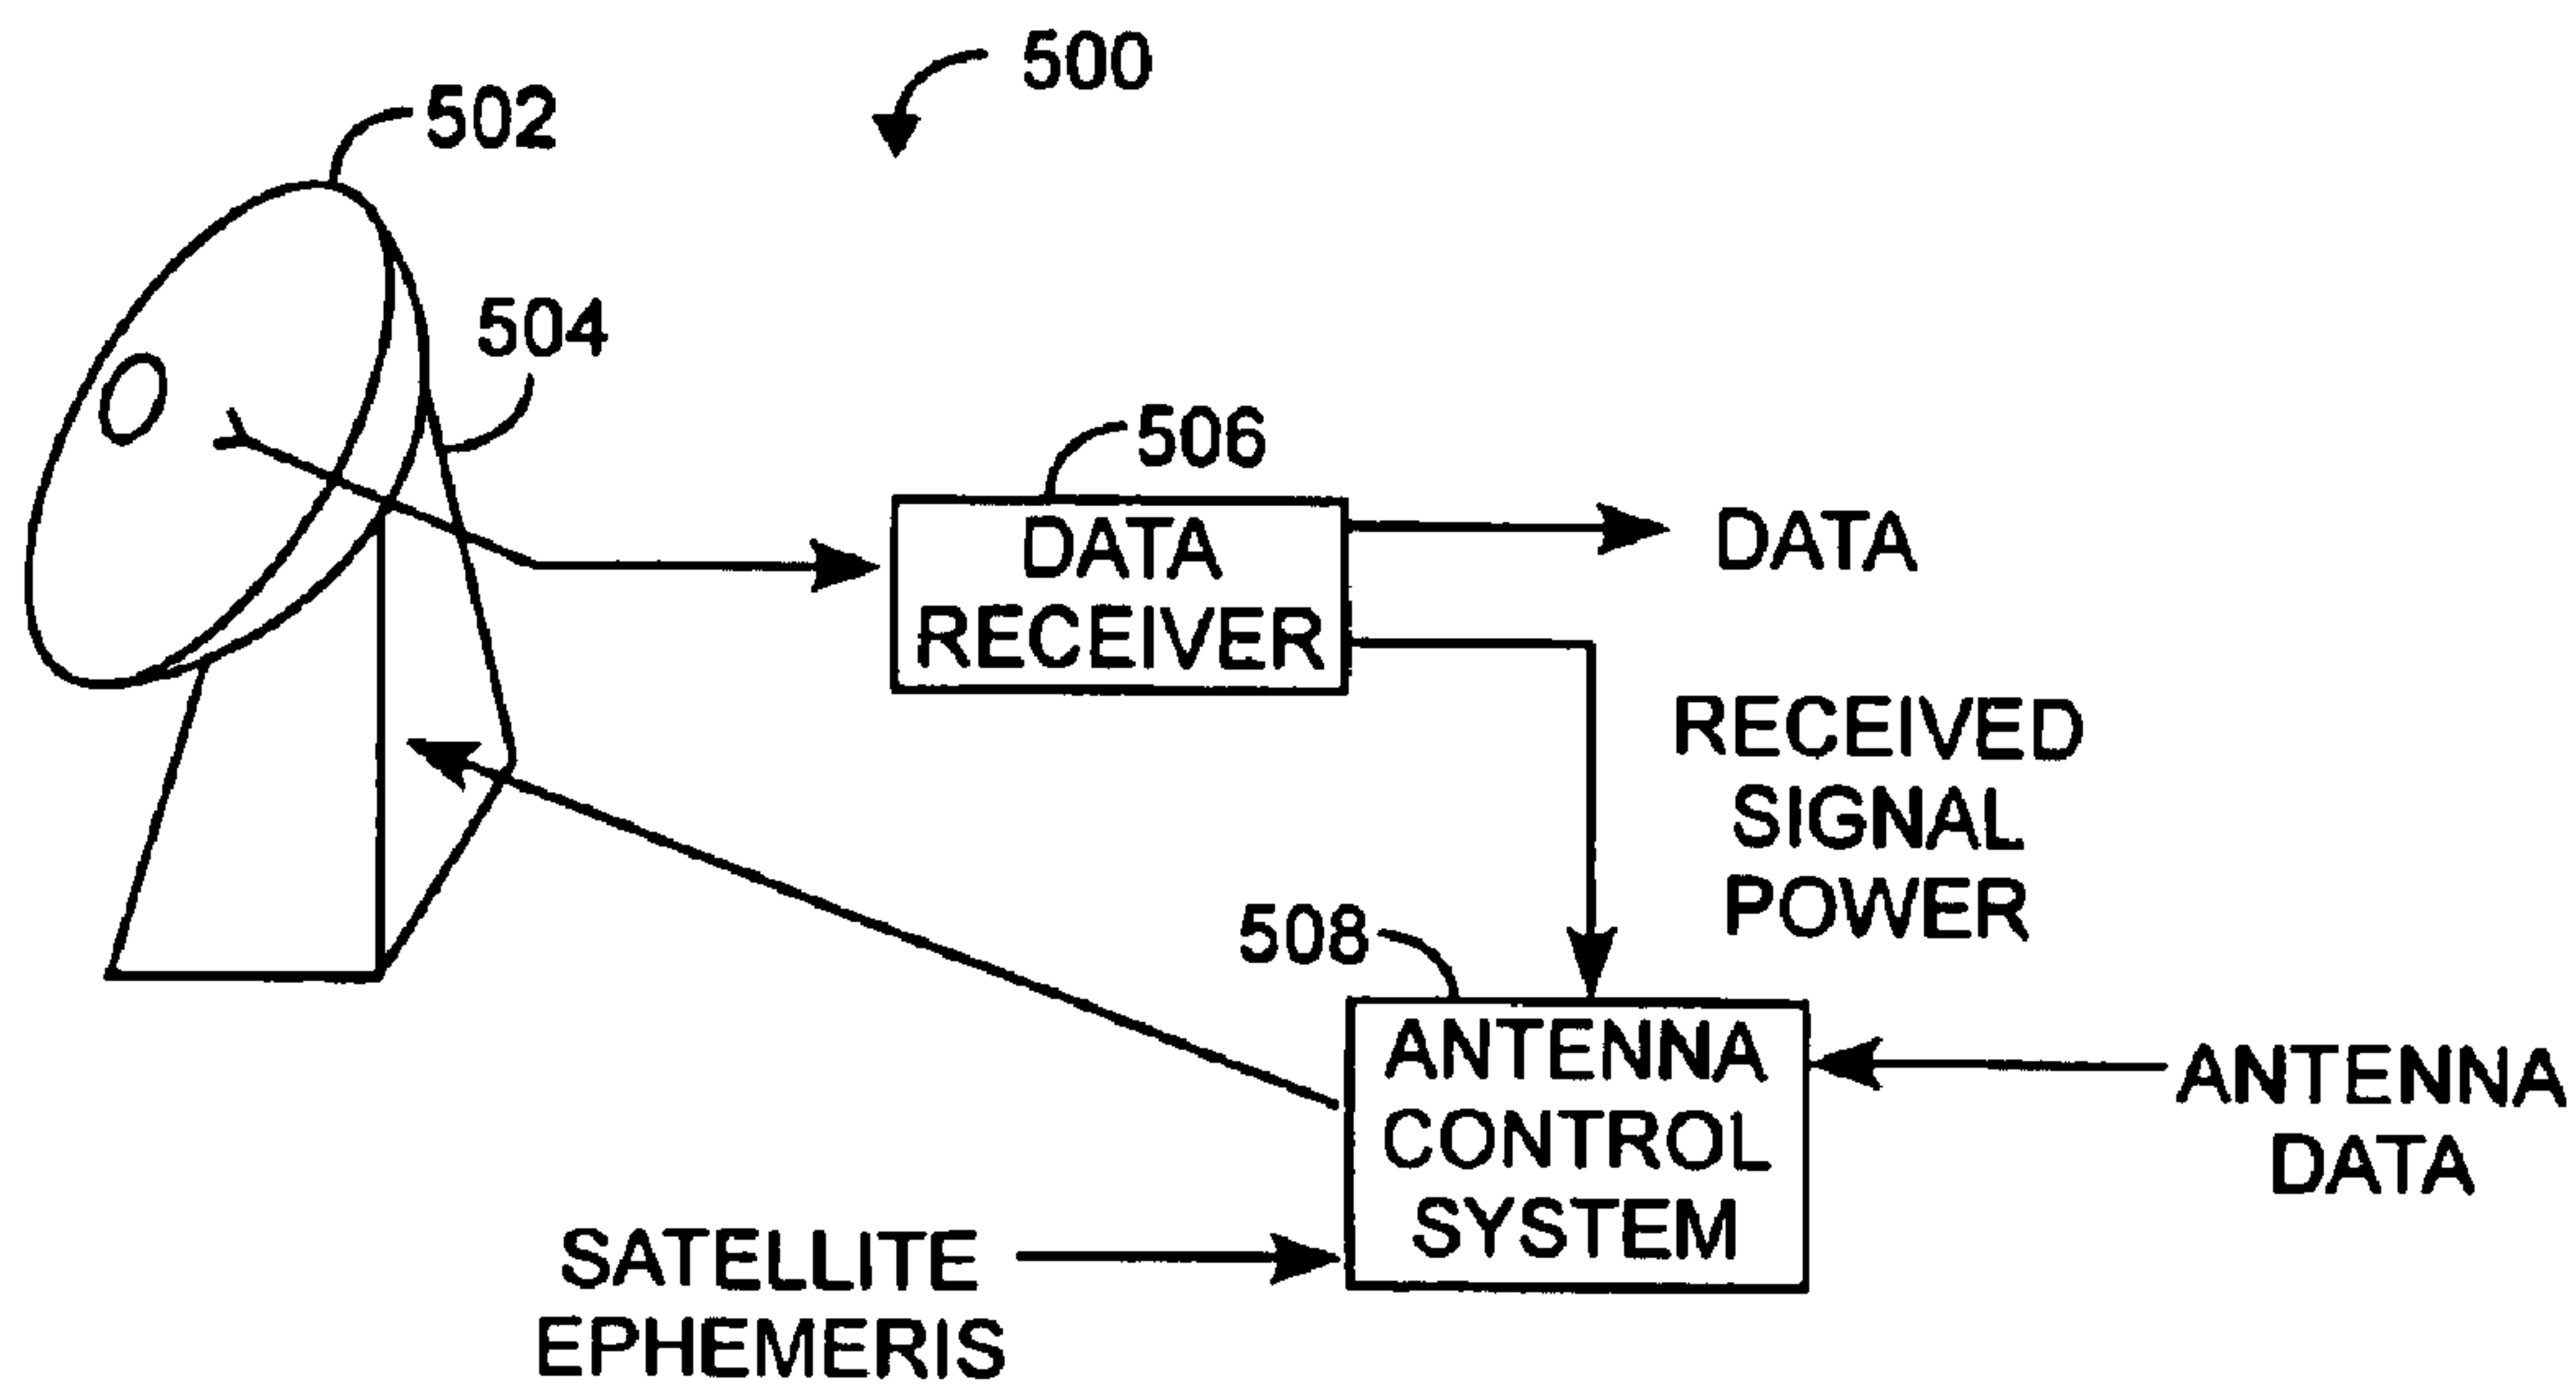 500
502
504
506
DATA
RECEIVER
DATA
RECEIVED
SIGNAL
POWER
508
ANTENNA
CONTROL
SYSTEM
ANTENNA
DATA
SATELLITE
EPHEMERIS